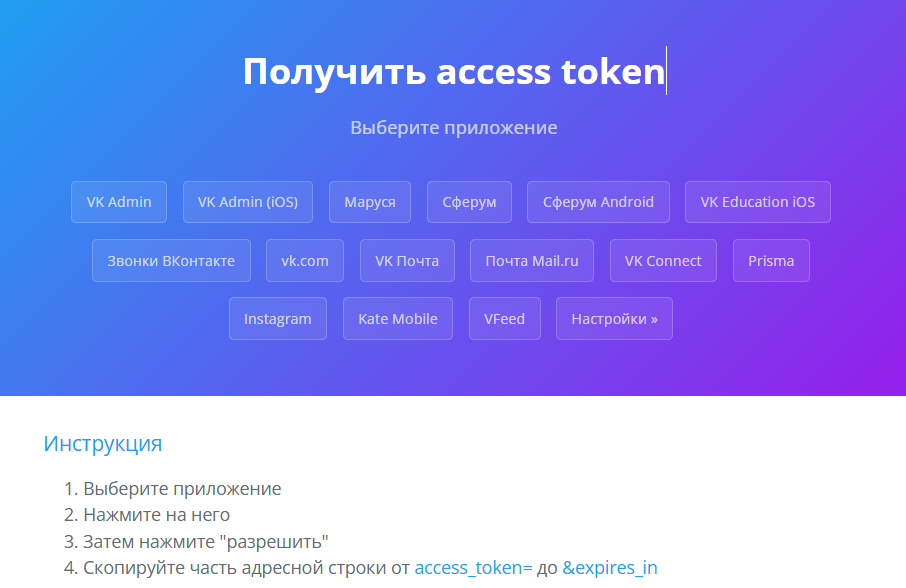 Получить access token
Выберите приложение
VK Admin VK Admin (iOS) Маруся Сферум Сферум Android VK Education iOS
Звонки ВКонтакте vk.com VK Почта Почта Mail.ru VK Connect Prisma
Instagram Kate Mobile VFeed Настройки »
Инструкция
1. Выберите приложение
2. Нажмите на него
3. Затем нажмите "разрешить"
4. Скопируйте часть адресной строки от access_token= до &expires_in